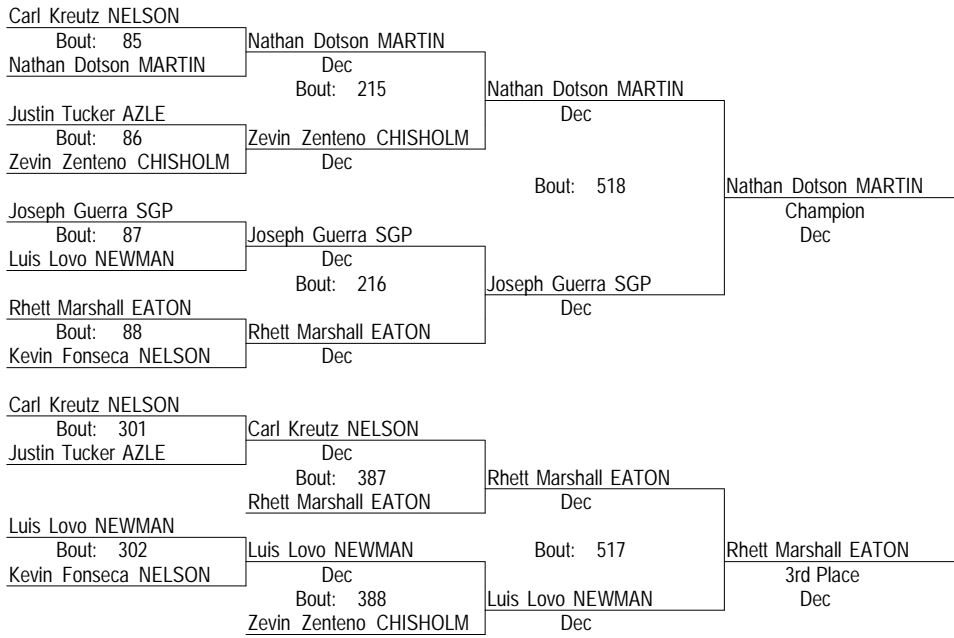 Carl Kreutz NELSON
Bout: 85
Nathan Dotson MARTIN
Nathan Dotson MARTIN
Dec
Bout: 215
Nathan Dotson MARTIN
Dec
Justin Tucker AZLE
Bout: 86
Zevin Zenteno CHISHOLM
Zevin Zenteno CHISHOLM
Dec
Bout: 518
Nathan Dotson MARTIN
Champion
Dec
Joseph Guerra SGP
Bout: 87
Luis Lovo NEWMAN
Joseph Guerra SGP
Dec
Bout: 216
Joseph Guerra SGP
Dec
Rhett Marshall EATON
Bout: 88
Kevin Fonseca NELSON
Rhett Marshall EATON
Dec
Carl Kreutz NELSON
Bout: 301
Justin Tucker AZLE
Carl Kreutz NELSON
Dec
Bout: 387
Rhett Marshall EATON
Rhett Marshall EATON
Dec
Luis Lovo NEWMAN
Bout: 302
Kevin Fonseca NELSON
Luis Lovo NEWMAN
Dec
Bout: 388
Zevin Zenteno CHISHOLM
Bout: 517
Luis Lovo NEWMAN
Dec
Rhett Marshall EATON
3rd Place
Dec